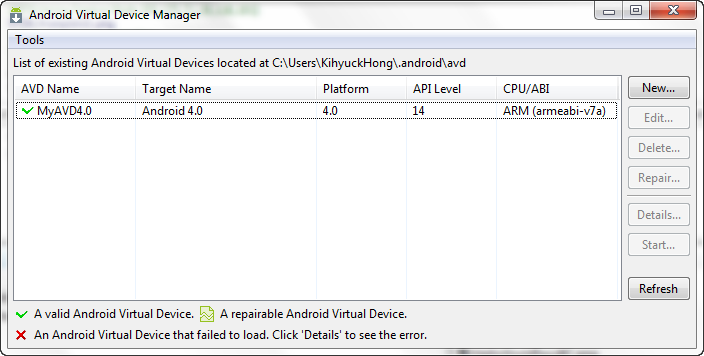 Android Virtual Device Manager
Tools
List of existing Android Virtual Devices located at C:\Users\KihyuckHong\.android\avd
AVD Name Target Name Platform API Level CPU/ABI
MyAVD4.0 Android 4.0 4.0 14 ARM (armeabi-v7a)
New...
Edit...
Delete...
Repair...
Details...
Start...
Refresh
A valid Android Virtual Device. A repairable Android Virtual Device.
An Android Virtual Device that failed to load. Click 'Details' to see the error.